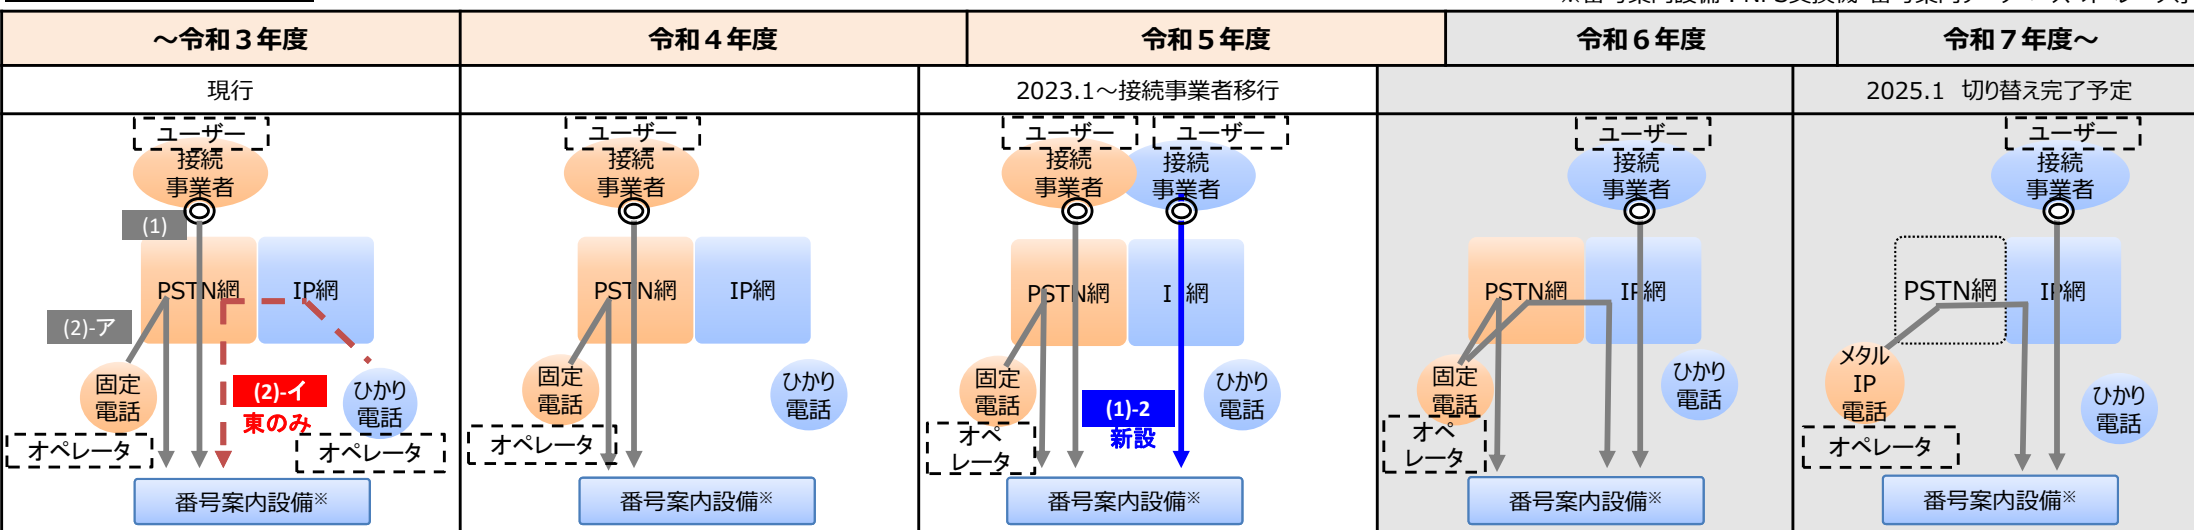 ～令和３年度
令和４年度
令和５年度
令和６年度
令和７年度～
現行
2023.1～接続事業者移行
2025.1 切り替え完了予定
ユーザー
接続
事業者
(1)
PSTN網
IP網
(2)-ア
固定
電話
(2)-イ
東のみ
ひかり
電話
オペレータ
オペレータ
番号案内設備※
ユーザー
接続
事業者
PSTN網
IP網
固定
電話
ひかり
電話
オペレータ
番号案内設備※
ユーザー
ユーザー
接続
事業者
接続
事業者
PSTN網
IP網
固定
電話
(1)-2
新設
ひかり
電話
オペ
レータ
番号案内設備※
ユーザー
接続
事業者
PSTN網
IP網
固定
電話
ひかり
電話
オペ
レータ
番号案内設備※
ユーザー
接続
事業者
PSTN網
IP網
メタル
IP
電話
ひかり
電話
オペレータ
番号案内設備※